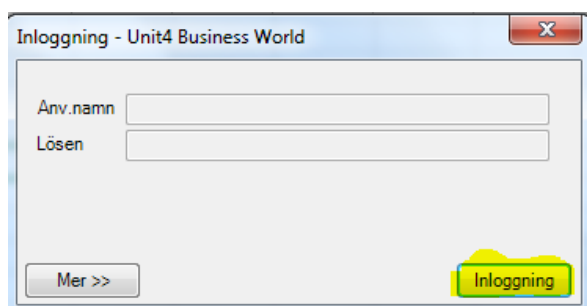 Inloggning - Unit4 Business World
Anv.namn
Lösen
Mer >>
Inloggning